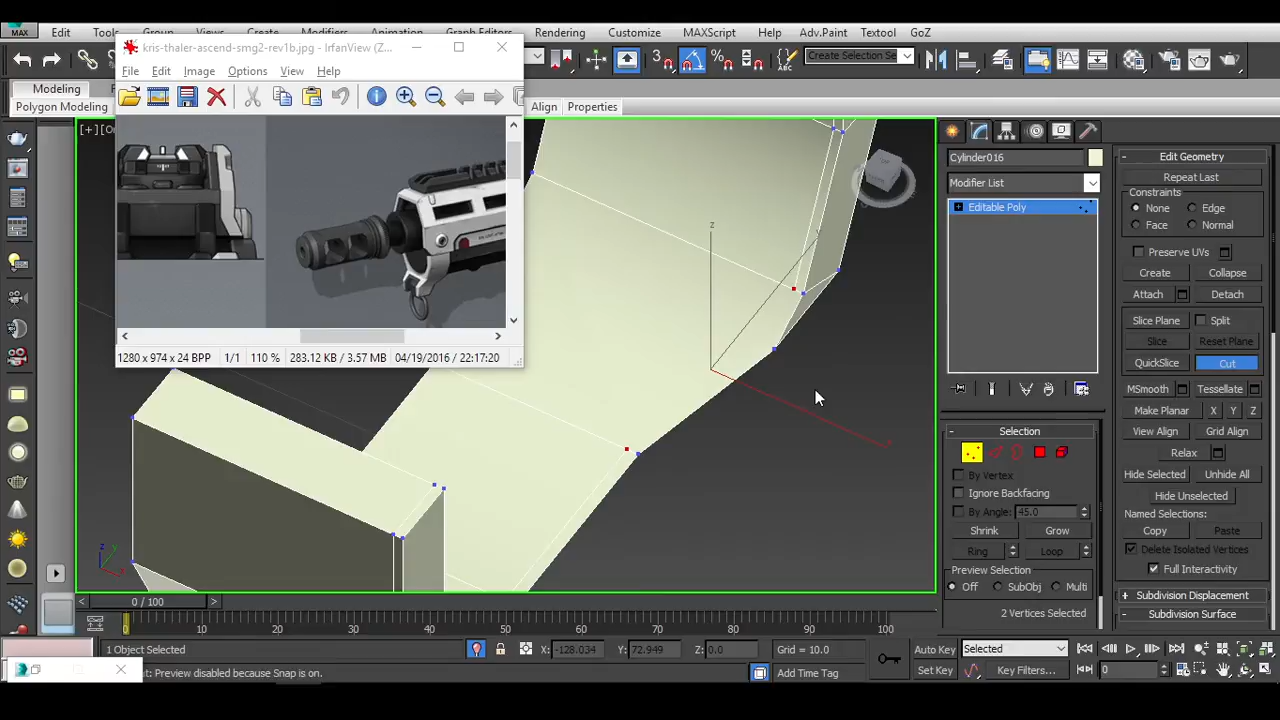 MAX
Edit
Tools
Group
Views
Create
Modifiers
Animation
Graph Editors
Rendering
Customize
MAXScript
Help
Adv.Paint
Textool
GoZ
kris-thaler-ascend-smg2-rev1b.jpg - IrfanView (Z...
File Edit Image Options View Help
1280 x 974 x 24 BPP 1/1 110 % 283.12 KB / 3.57 MB 04/19/2016 / 22:17:20
Create Selection Se
Modeling
Polygon Modeling
Align
Properties
[+]
z
Cylinder016
Modifier List
Editable Poly
Selection
By Vertex
Ignore Backfacing
By Angle: 45.0
Shrink Grow
Ring Loop
Preview Selection
Off SubObj Multi
2 Vertices Selected
Edit Geometry
Repeat Last
Constraints
None Edge
Face Normal
Preserve UVs
Create Collapse
Attach Detach
Slice Plane Split
Slice Reset Plane
QuickSlice Cut
MSmooth Tessellate
Make Planar X Y Z
View Align Grid Align
Relax
Hide Selected Unhide All
Hide Unselected
Named Selections:
Copy Paste
Delete Isolated Vertices
Full Interactivity
Subdivision Displacement
Subdivision Surface
z y x
< 0 / 100 >
0 10 20 30 40 50 60 70 80 90 100
1 Object Selected
X: -128.034 Y: 72.949 Z: 0.0
Grid = 10.0
Auto Key Selected
ut: Preview disabled because Snap is on.
Add Time Tag
Set Key Key Filters...
0